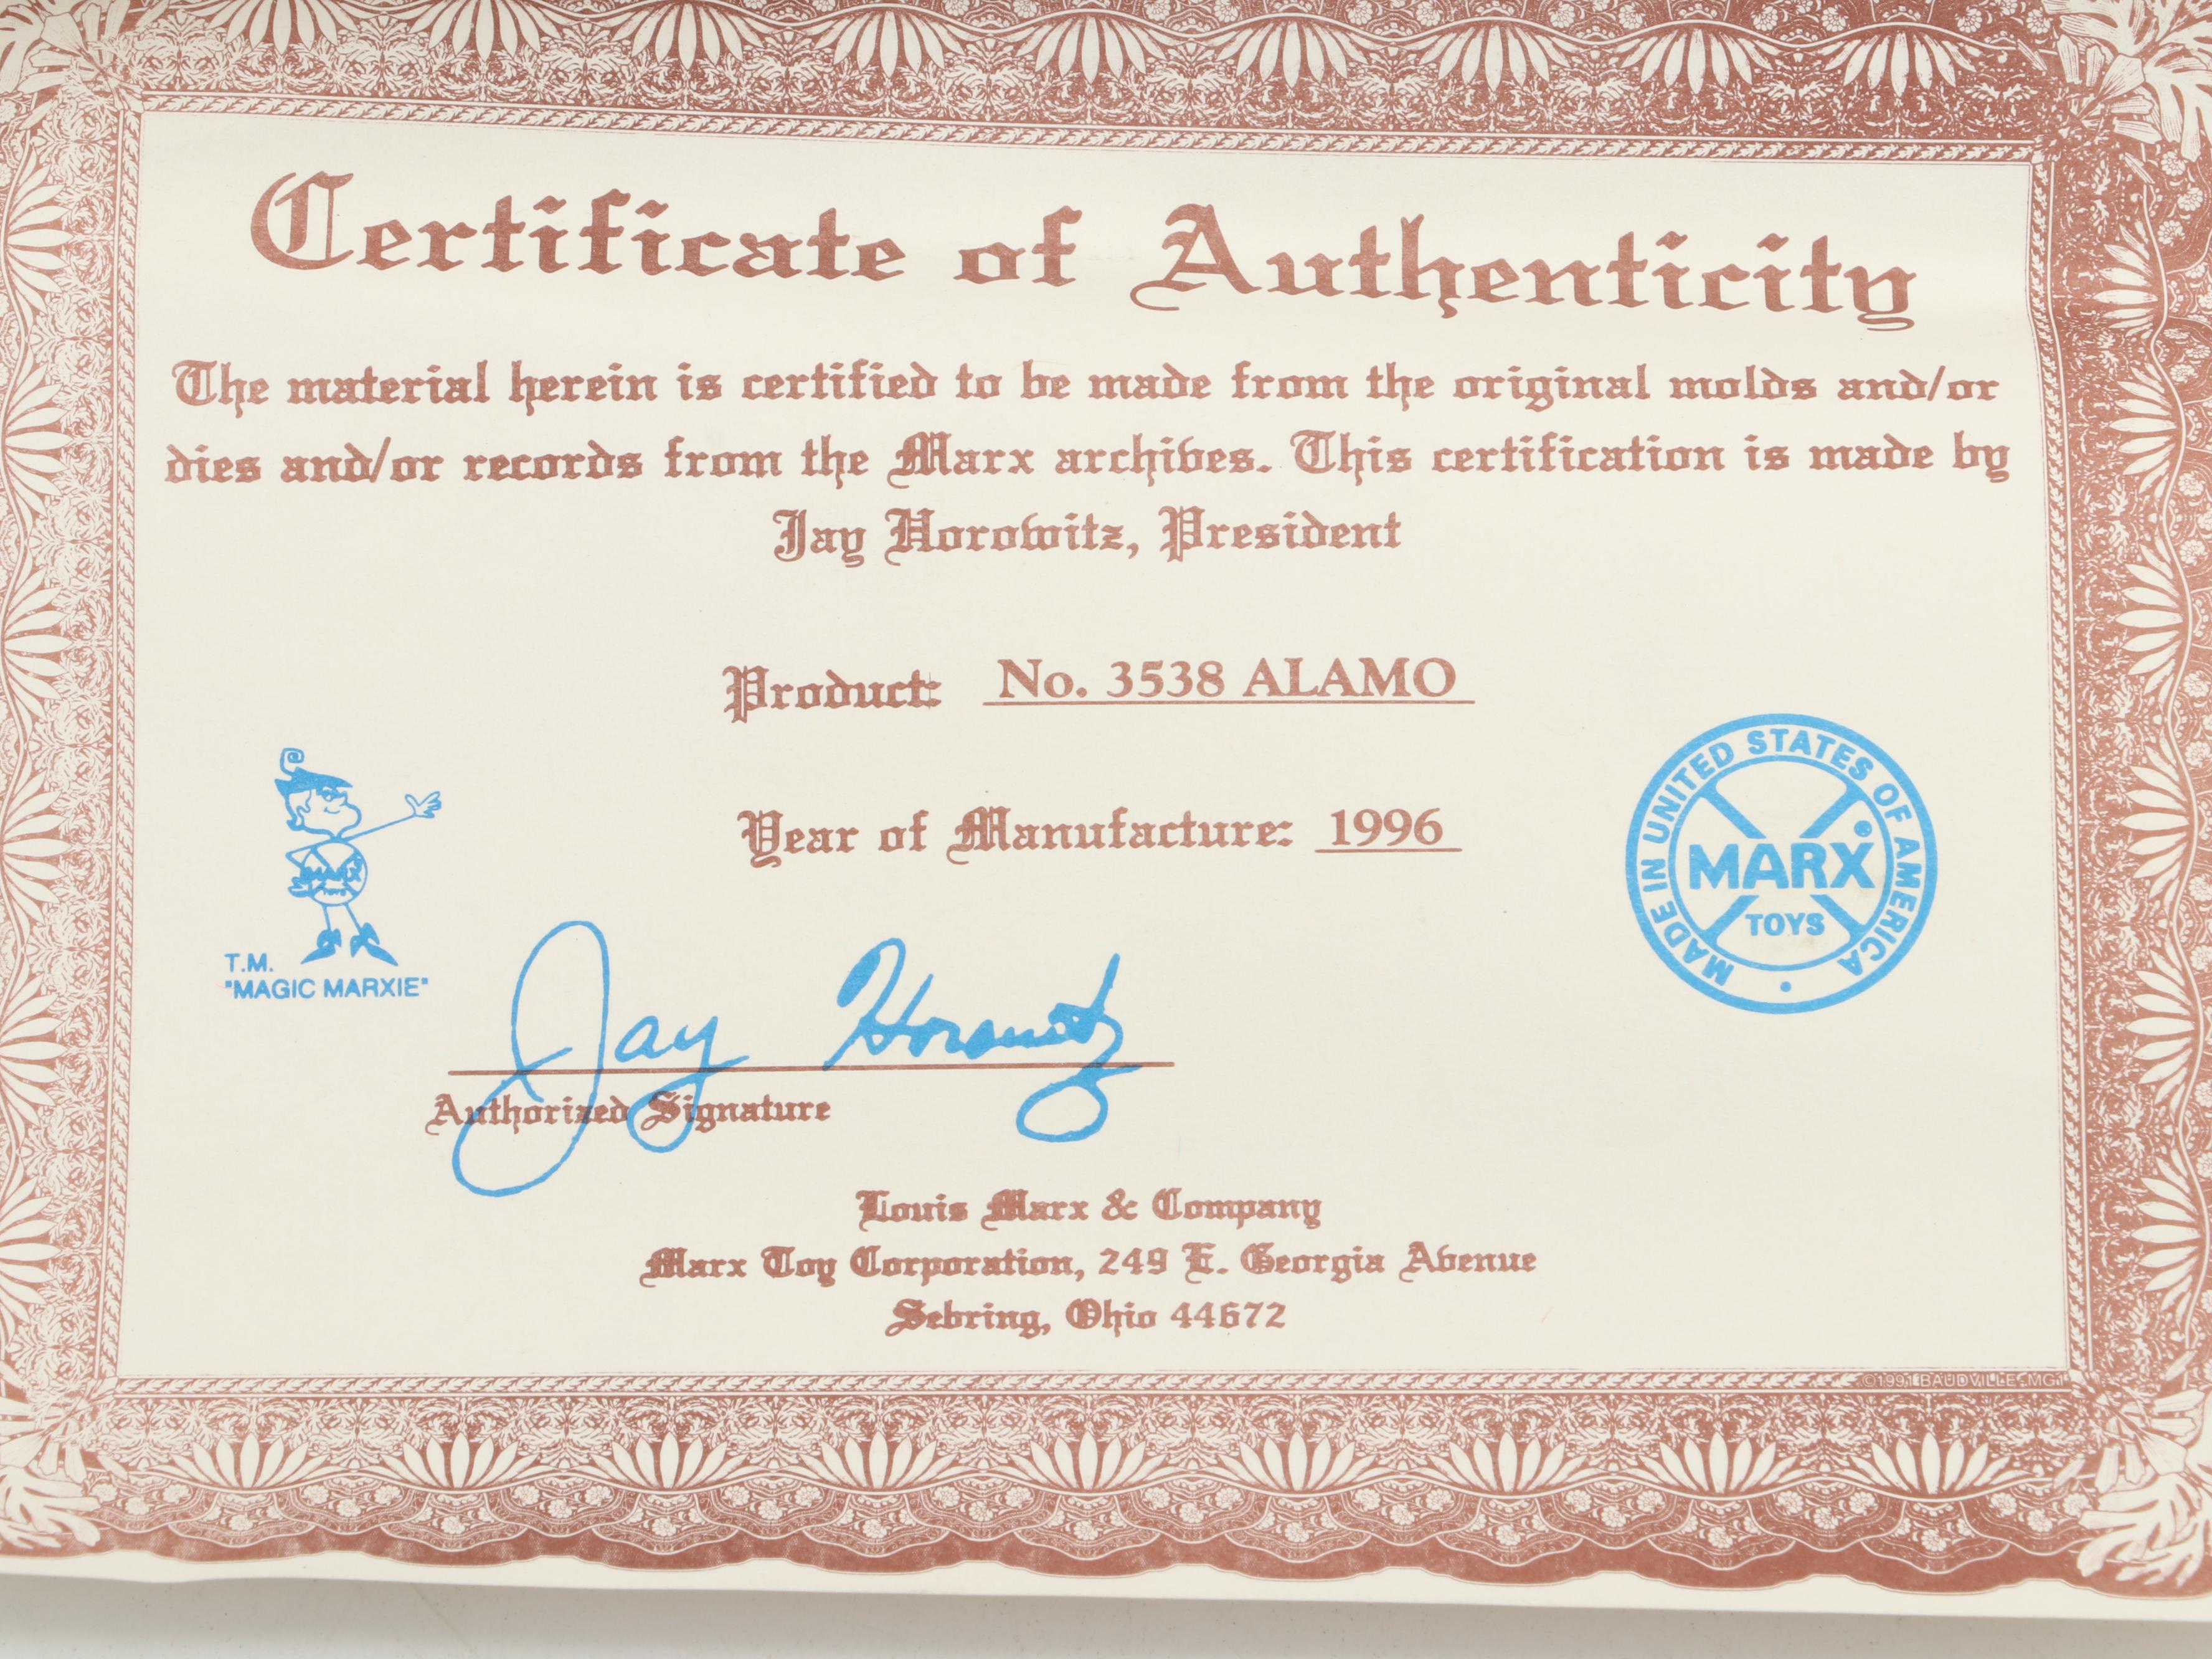 Certificate of Authenticity
The material herein is certified to be made from the original molds and/or
dies and/or records from the Marx archives. This certification is made by
Jay Horowitz, President
Product: No. 3538 ALAMO
Year of Manufacture: 1996
MARX
TOYS
T.M.
"MAGIC MARXIE"
MADE IN UNITED STATES OF AMERICA
MARX ®
TOYS
Jay Horowitz
Authorized Signature
Louis Marx & Company
Marx Toy Corporation, 249 E. Georgia Avenue
Sebring, Ohio 44672
©1991 BAUDVILLE, MG1